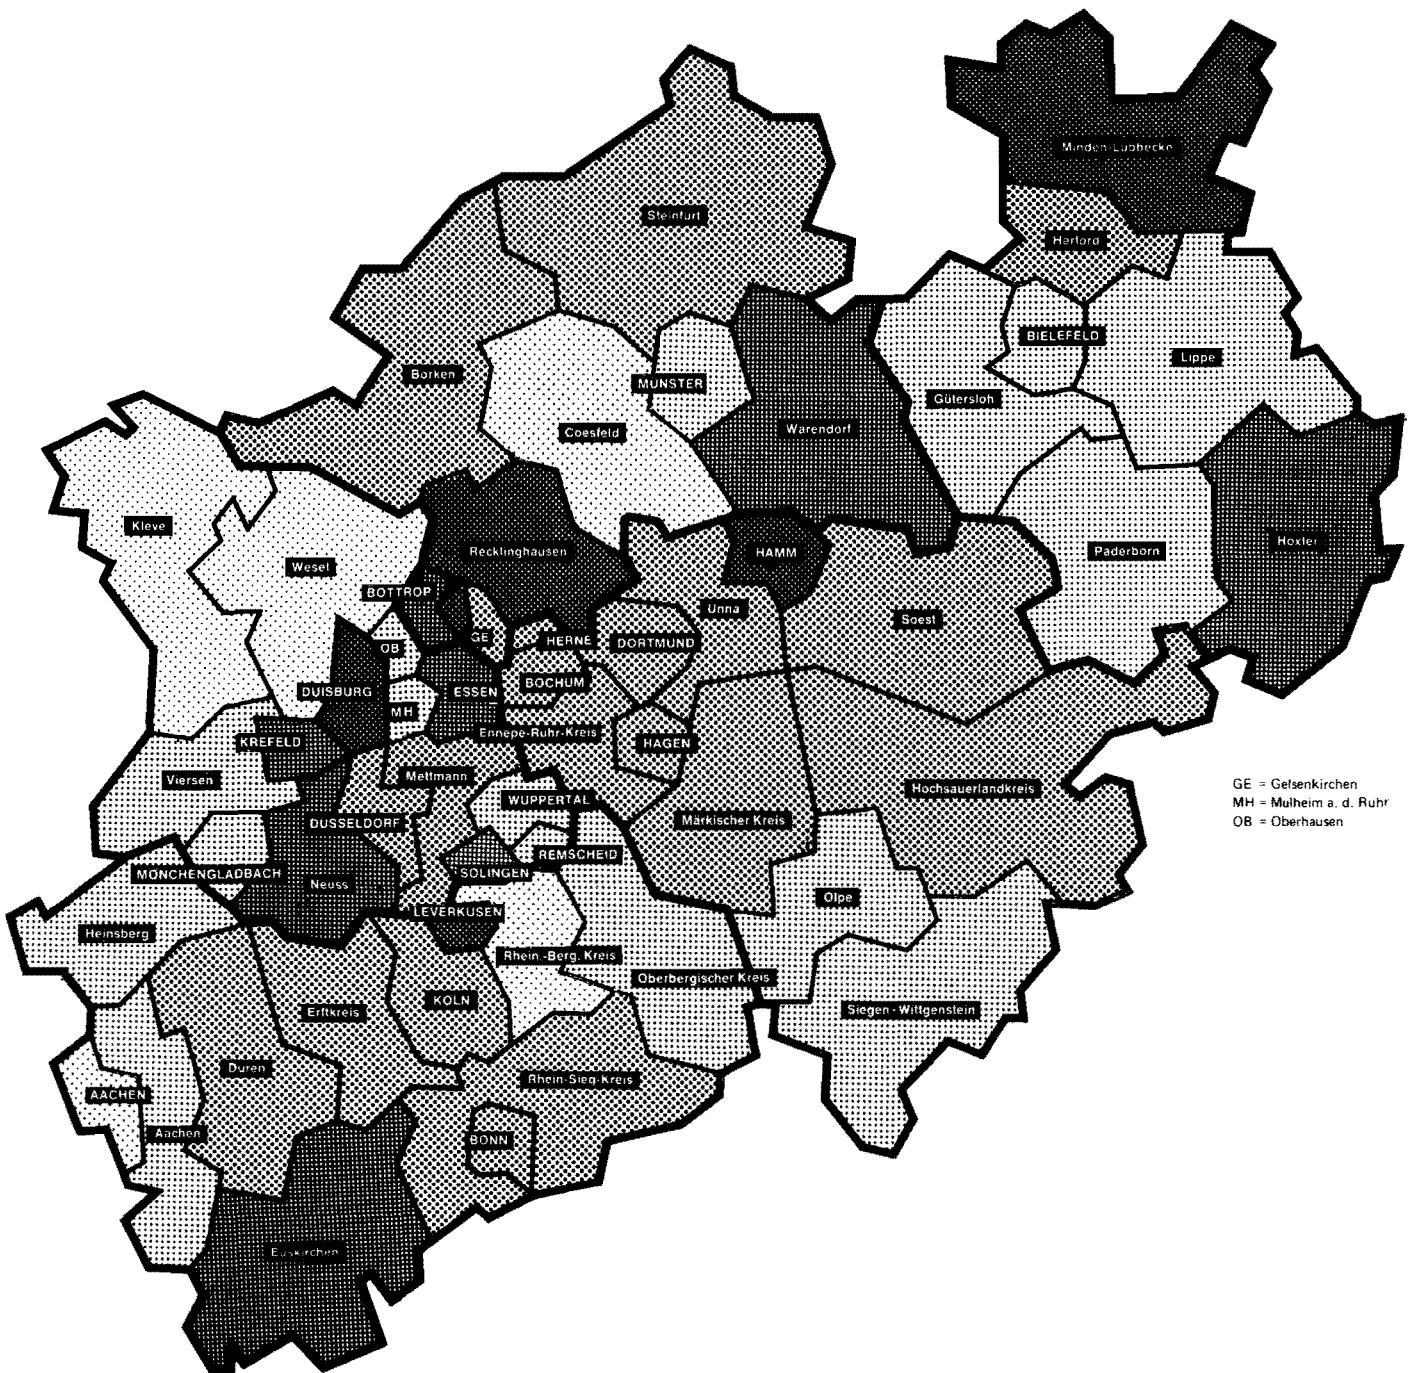 Minden-Lubbecke
Steinfurt
Herford
BIELEFELD
Lippe
Borken
MUNSTER
Gütersloh
Coesfeld
Warendorf
Kleve
Recklinghausen
HAMM
Paderborn
Hoxter
Wesel
BOTTROP
Unna
Soest
GE
HERNE
DORTMUND
OB
DUISBURG
ESSEN
BOCHUM
MH
Ennepe-Ruhr-Kreis
KREFELD
HAGEN
Viersen
Mettmann
Hochsauerlandkreis
GE = Gelsenkirchen
MH = Mulheim a. d. Ruhr
OB = Oberhausen
WUPPERTAL
DUSSELDORF
Märkischer Kreis
REMSCHEID
MÖNCHENGLADBACH
SOLINGEN
Neuss
Olpe
LEVERKUSEN
Heinsberg
Rhein.-Berg. Kreis
Oberbergischer Kreis
KÖLN
Erftkreis
Siegen-Wittgenstein
Duren
Rhein-Sieg-Kreis
AACHEN
Aachen
BONN
Euskirchen